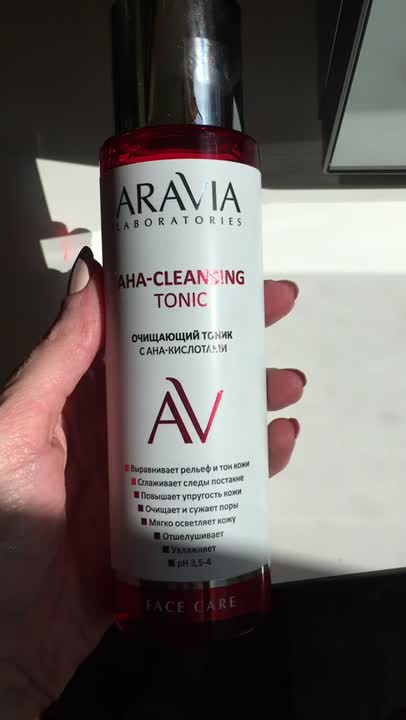 ARAVIA
LABORATORIES
AHA-CLEANSING
TONIC
ОЧИЩАЮЩИЙ ТОНИК
С АНА-КИСЛОТАМИ
AV
Выравнивает рельеф и тон кожи
Сглаживает следы постакне
Повышает упругость кожи
Очищает и сужает поры
Мягко осветляет кожу
Отшелушивает
Увлажняет
pH 3,5-4
FACE CARE